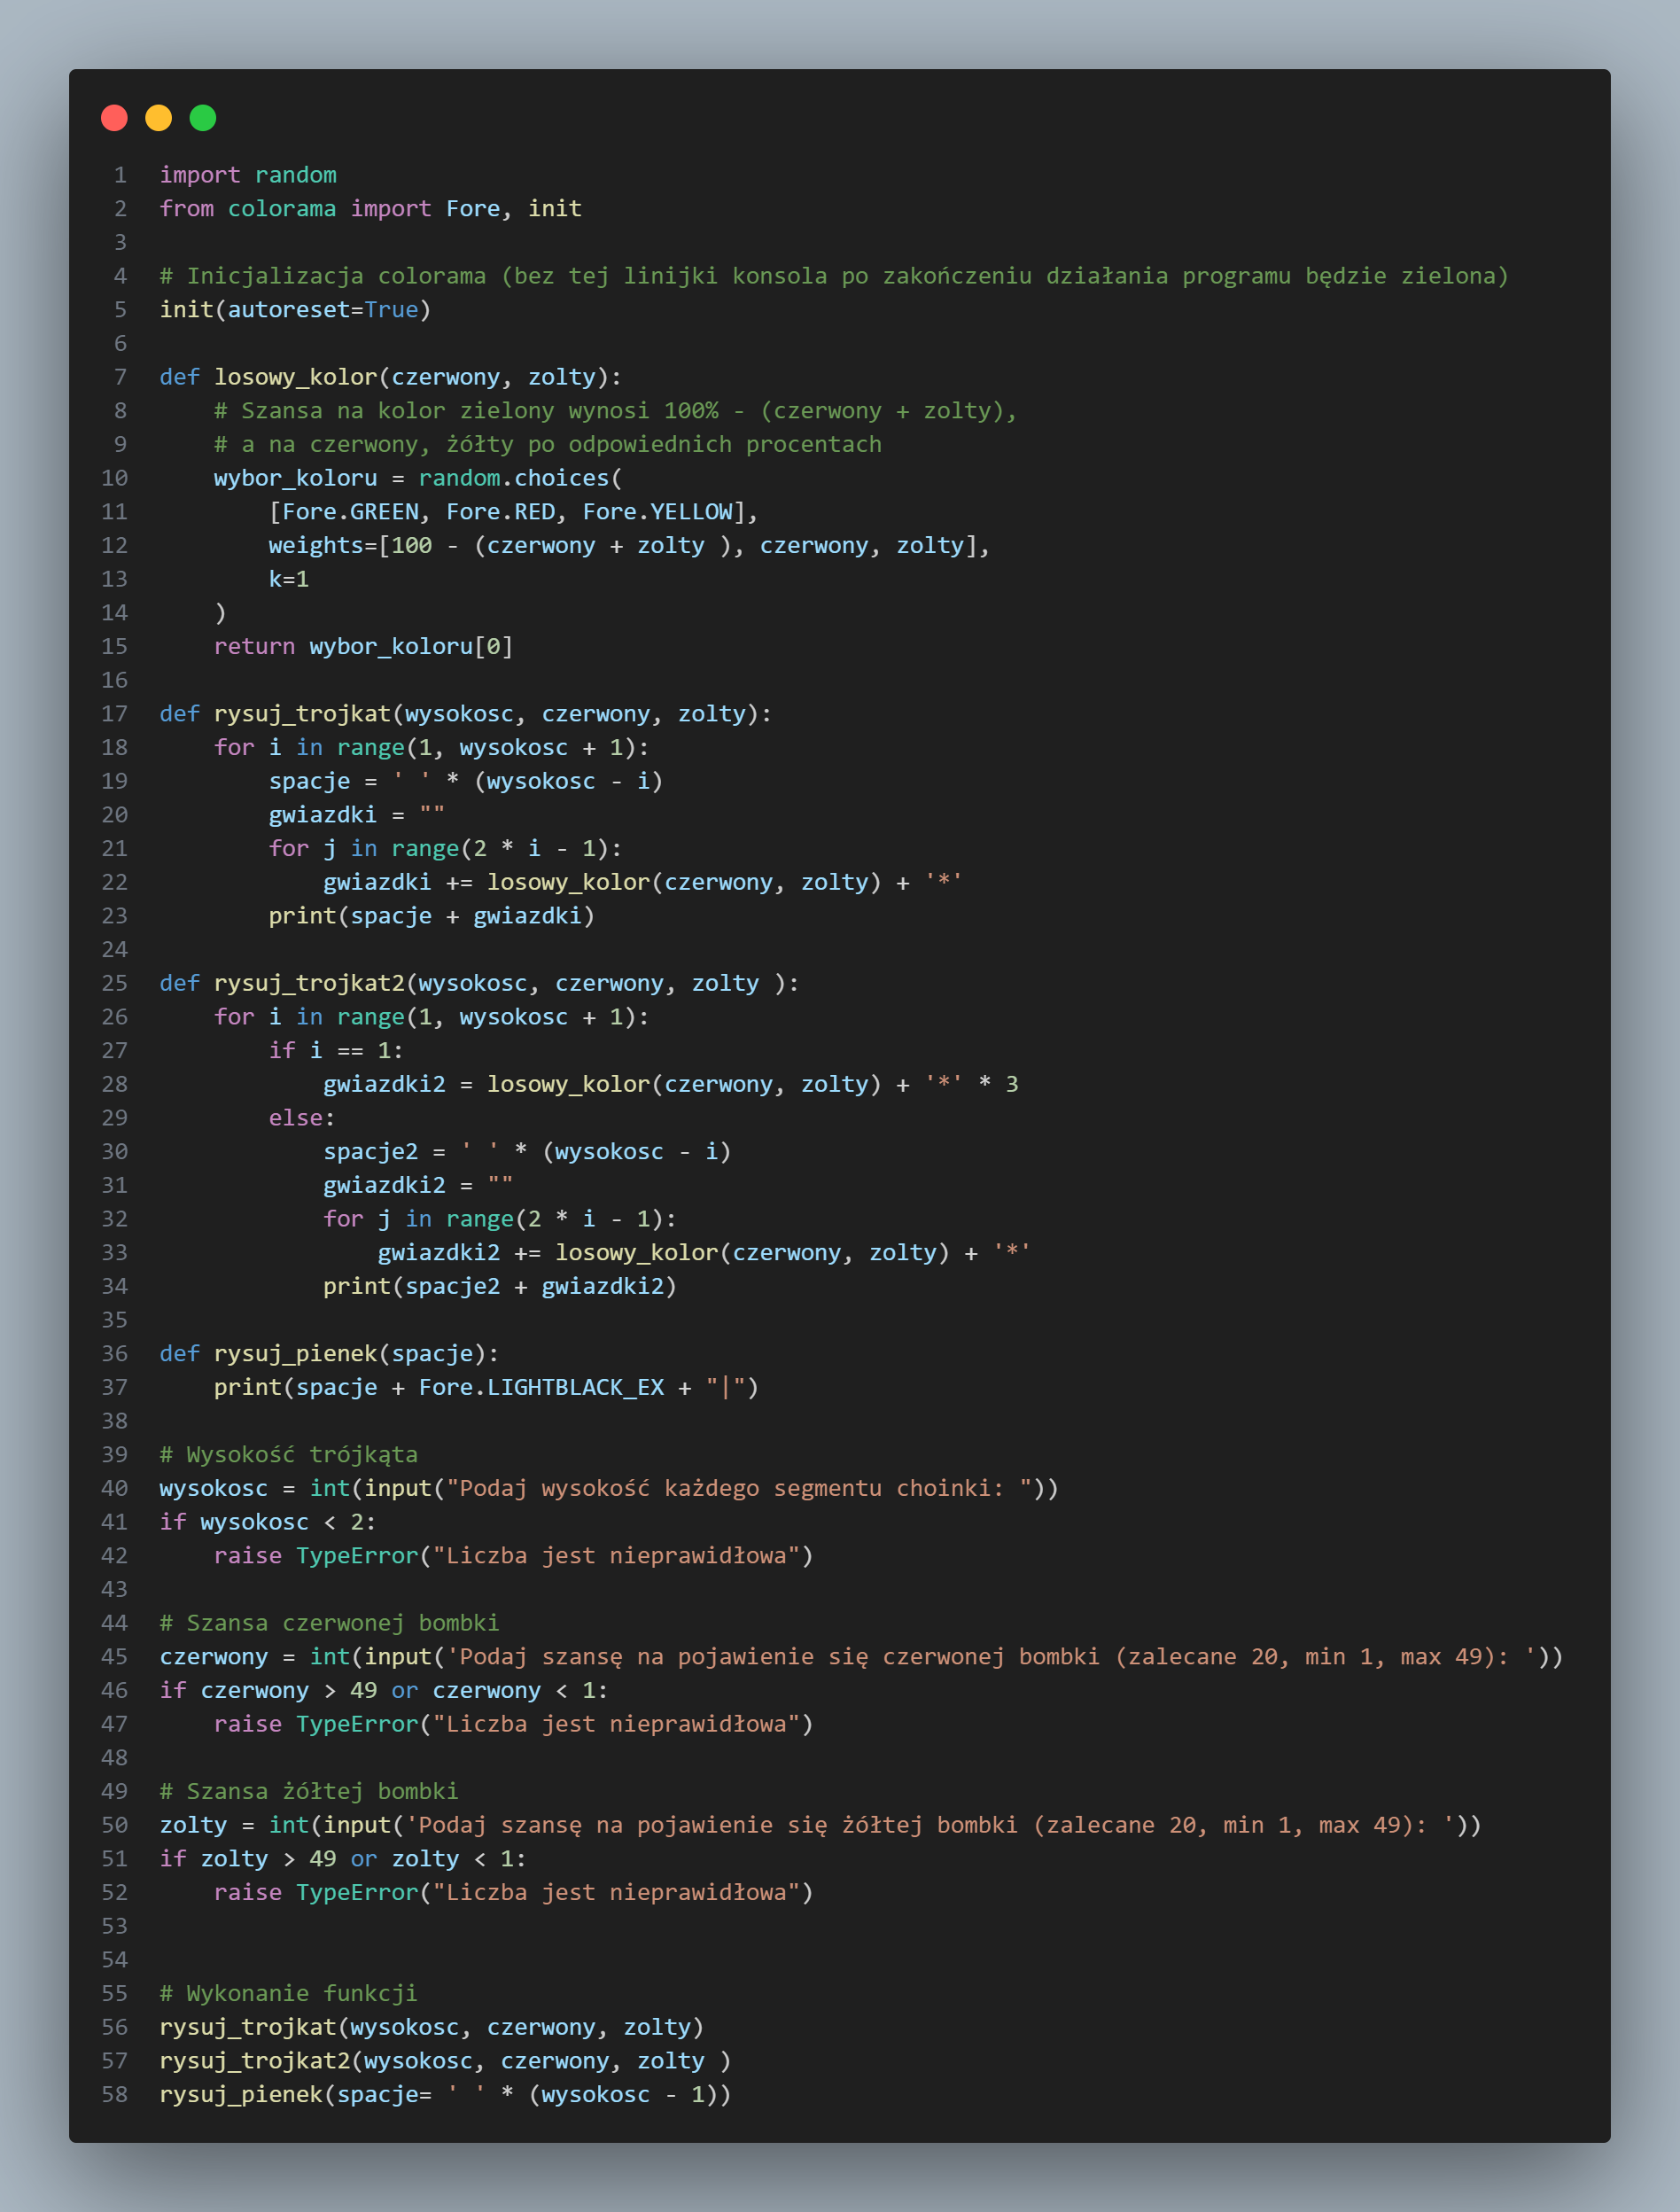 1 import random
2 from colorama import Fore, init
3
4 # Inicjalizacja colorama (bez tej linijki konsola po zakończeniu działania programu będzie zielona)
5 init(autoreset=True)
6
7 def losowy_kolor(czerwony, zolty):
8     # Szansa na kolor zielony wynosi 100% - (czerwony + zolty),
9     # a na czerwony, żółty po odpowiednich procentach
10     wybor_koloru = random.choices(
11         [Fore.GREEN, Fore.RED, Fore.YELLOW],
12         weights=[100 - (czerwony + zolty ), czerwony, zolty],
13         k=1
14     )
15     return wybor_koloru[0]
16
17 def rysuj_trojkat(wysokosc, czerwony, zolty):
18     for i in range(1, wysokosc + 1):
19         spacje = ' ' * (wysokosc - i)
20         gwiazdki = ""
21         for j in range(2 * i - 1):
22             gwiazdki += losowy_kolor(czerwony, zolty) + '*'
23         print(spacje + gwiazdki)
24
25 def rysuj_trojkat2(wysokosc, czerwony, zolty ):
26     for i in range(1, wysokosc + 1):
27         if i == 1:
28             gwiazdki2 = losowy_kolor(czerwony, zolty) + '*' * 3
29         else:
30             spacje2 = ' ' * (wysokosc - i)
31             gwiazdki2 = ""
32             for j in range(2 * i - 1):
33                 gwiazdki2 += losowy_kolor(czerwony, zolty) + '*'
34             print(spacje2 + gwiazdki2)
35
36 def rysuj_pienek(spacje):
37     print(spacje + Fore.LIGHTBLACK_EX + "|")
38
39 # Wysokość trójkąta
40 wysokosc = int(input("Podaj wysokość każdego segmentu choinki: "))
41 if wysokosc < 2:
42     raise TypeError("Liczba jest nieprawidłowa")
43
44 # Szansa czerwonej bombki
45 czerwony = int(input('Podaj szansę na pojawienie się czerwonej bombki (zalecane 20, min 1, max 49): '))
46 if czerwony > 49 or czerwony < 1:
47     raise TypeError("Liczba jest nieprawidłowa")
48
49 # Szansa żółtej bombki
50 zolty = int(input('Podaj szansę na pojawienie się żółtej bombki (zalecane 20, min 1, max 49): '))
51 if zolty > 49 or zolty < 1:
52     raise TypeError("Liczba jest nieprawidłowa")
53
54
55 # Wykonanie funkcji
56 rysuj_trojkat(wysokosc, czerwony, zolty)
57 rysuj_trojkat2(wysokosc, czerwony, zolty )
58 rysuj_pienek(spacje= ' ' * (wysokosc - 1))